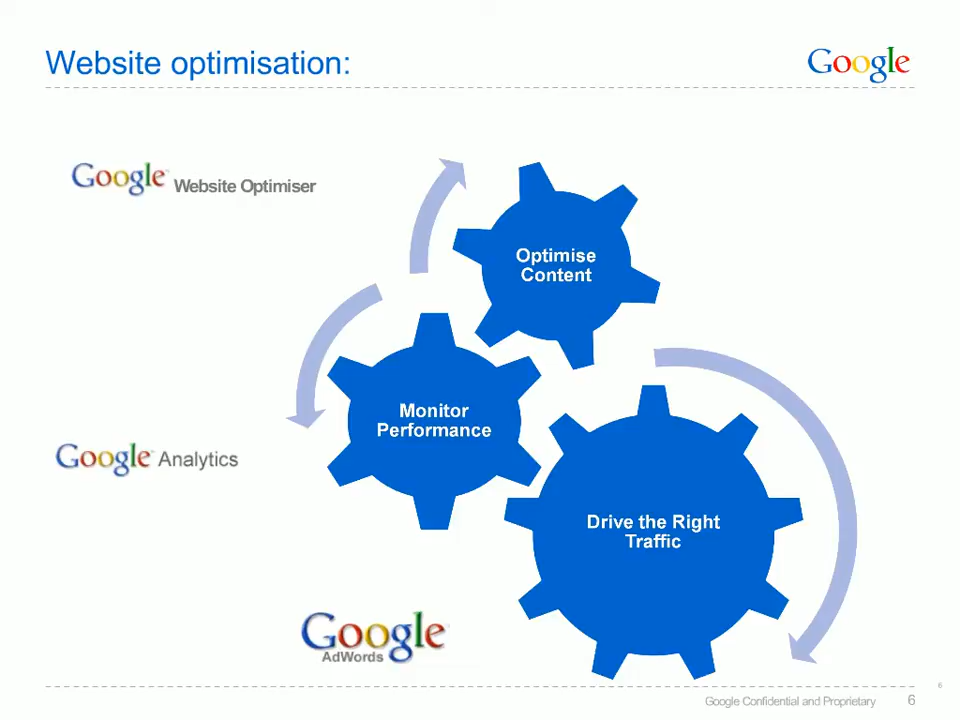 Website optimisation:
Google
Google Website Optimiser
Optimise
Content
Monitor
Performance
Google Analytics
Drive the Right
Traffic
Google
AdWords
6
Google Confidential and Proprietary 6